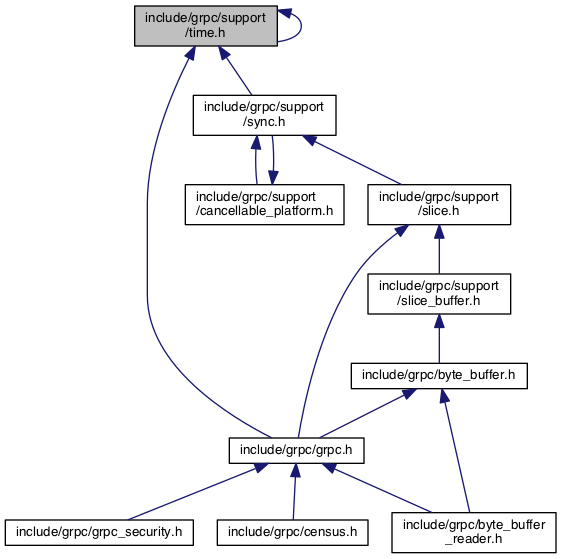 include/grpc/support
/time.h
include/grpc/support
/sync.h
include/grpc/support
/cancellable_platform.h
include/grpc/support
/slice.h
include/grpc/support
/slice_buffer.h
include/grpc/byte_buffer.h
include/grpc/grpc.h
include/grpc/grpc_security.h
include/grpc/census.h
include/grpc/byte_buffer
_reader.h